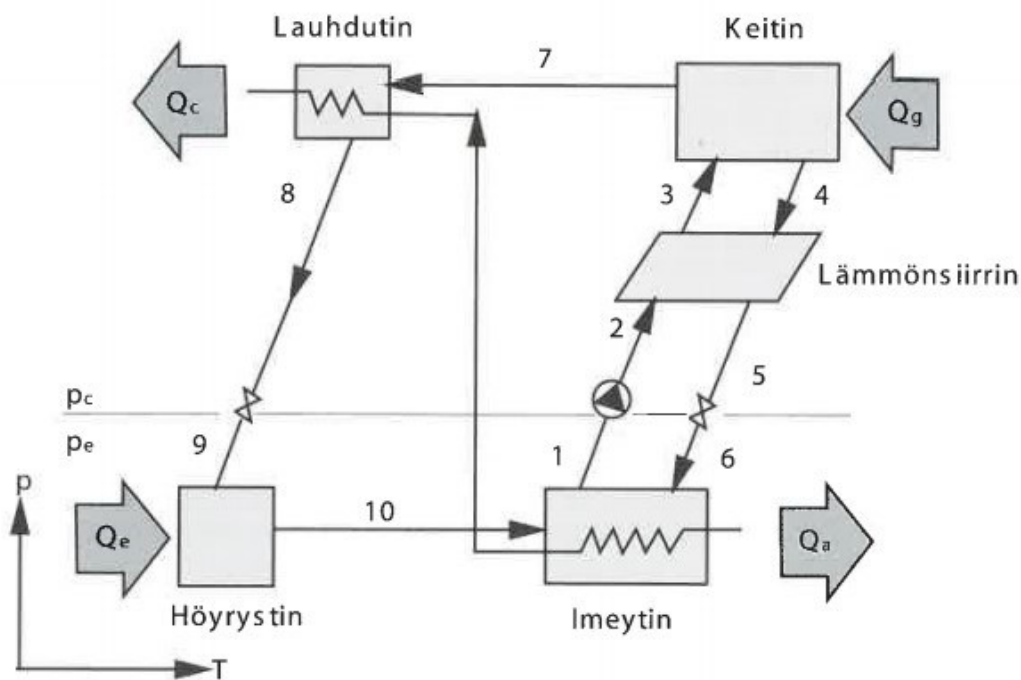 Lauhdutin
Keitin
7
Qc
Qg
8
3
4
Lämmönsiirrin
2
5
pc
pe
9
1
6
p
10
Qe
Qa
Höyrystin
Imeytin
T